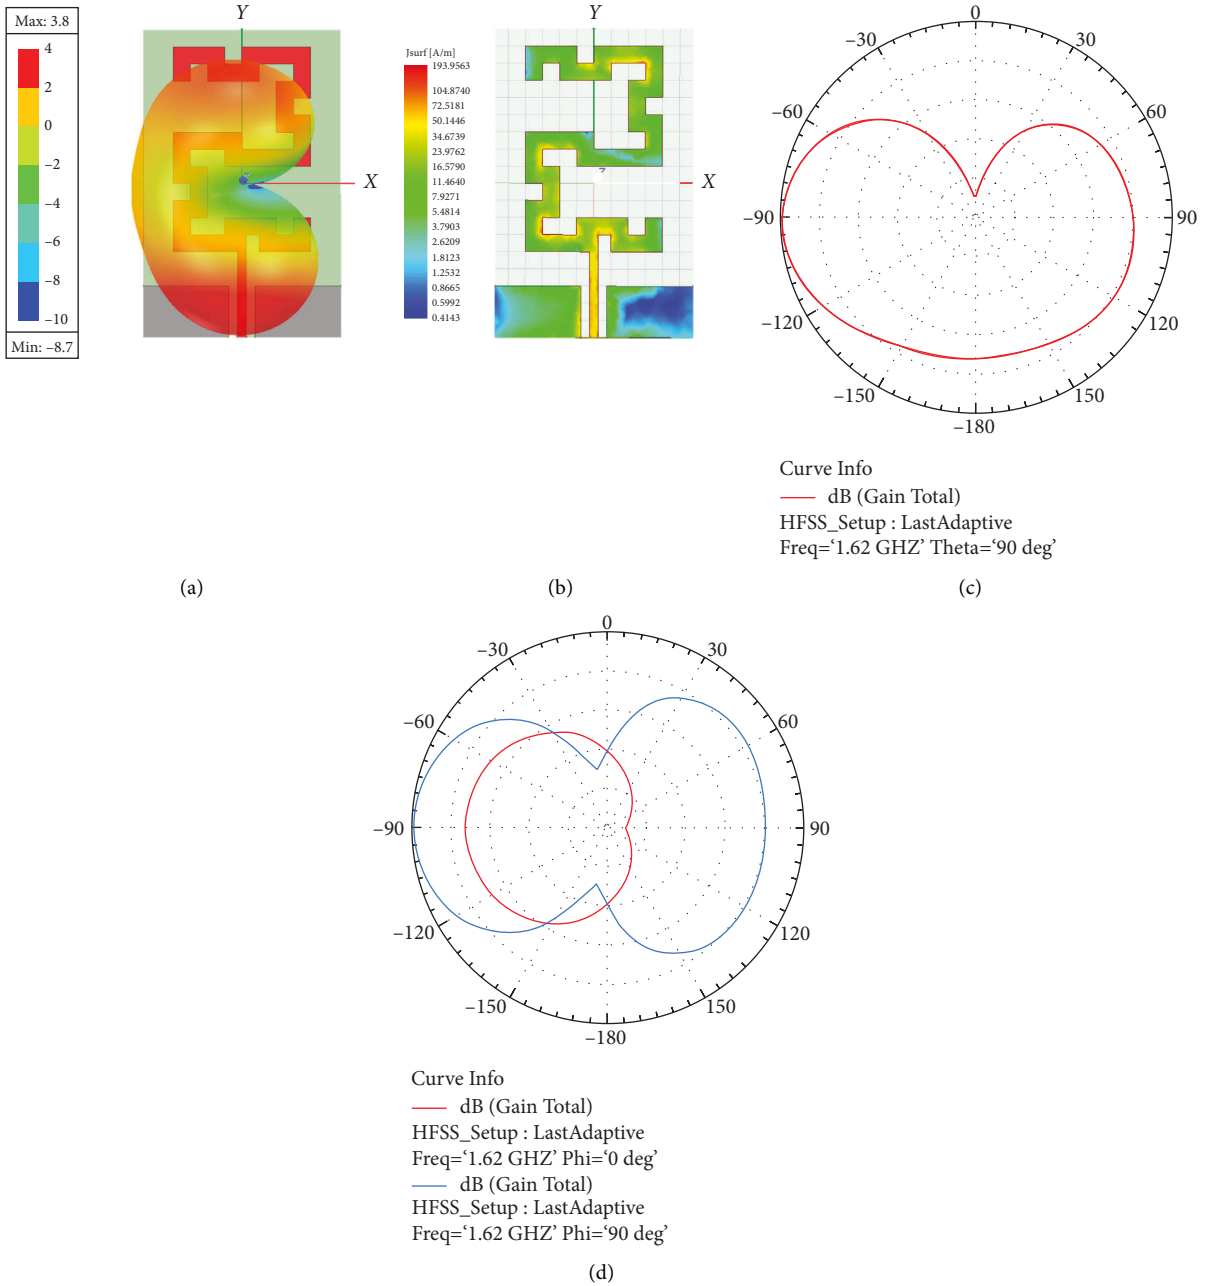 Max: 3.8
4
2
0
−2
−4
−6
−8
−10
Min: −8.7
Y
X
(a)
Jsurf [A/m]
193.9563
104.8740
72.5181
50.1446
34.6739
23.9762
16.5790
11.4640
7.9271
5.4814
3.7903
2.6209
1.8123
1.2532
0.8665
0.5992
0.4143
Y
Z
X
(b)
0
−30
30
−60
60
−90
90
−120
120
−150
150
−180
Curve Info
dB (Gain Total)
HFSS_Setup : LastAdaptive
Freq=‘1.62 GHZ’ Theta=‘90 deg’
(c)
0
−30
30
−60
60
−90
90
−120
120
−150
150
−180
Curve Info
dB (Gain Total)
HFSS_Setup : LastAdaptive
Freq=‘1.62 GHZ’ Phi=‘0 deg’
dB (Gain Total)
HFSS_Setup : LastAdaptive
Freq=‘1.62 GHZ’ Phi=‘90 deg’
(d)